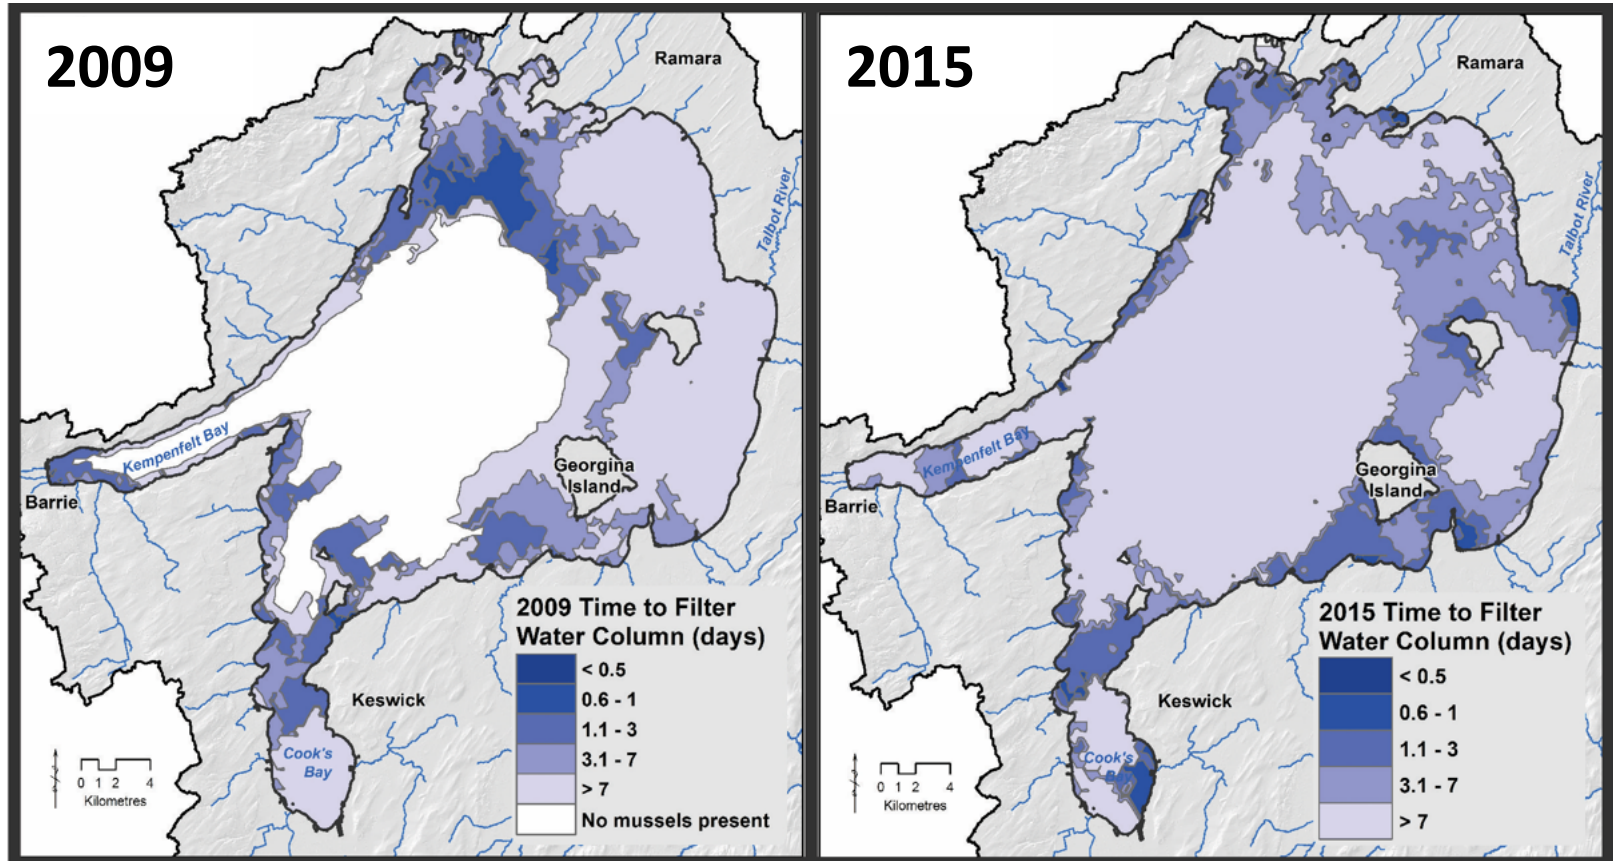 2009
Ramara
Talbot River
Kempenfelt Bay
Barrie
Georgina
Island
Keswick
Cook's
Bay
0 1 2 4
Kilometres
2009 Time to Filter
Water Column (days)
< 0.5
0.6 - 1
1.1 - 3
3.1 - 7
> 7
No mussels present
2015
Ramara
Talbot River
Kempenfelt Bay
Barrie
Georgina
Island
Keswick
Cook's
Bay
0 1 2 4
Kilometres
2015 Time to Filter
Water Column (days)
< 0.5
0.6 - 1
1.1 - 3
3.1 - 7
> 7